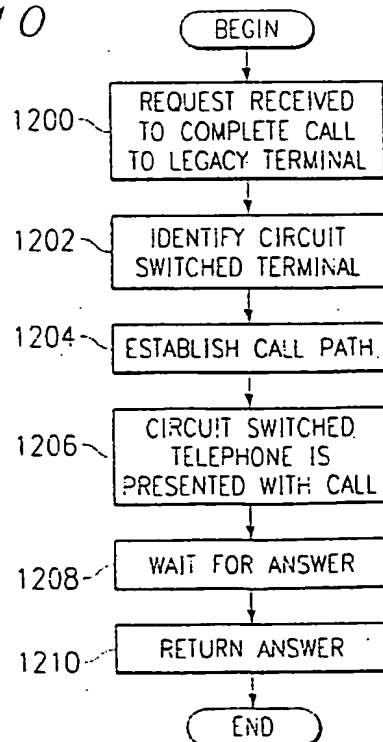 10
BEGIN
1200
REQUEST RECEIVED
TO COMPLETE CALL
TO LEGACY TERMINAL
1202
IDENTIFY CIRCUIT
SWITCHED TERMINAL
1204
ESTABLISH CALL PATH
1206
CIRCUIT SWITCHED
TELEPHONE IS
PRESENTED WITH CALL
1208
WAIT FOR ANSWER
1210
RETURN ANSWER
END